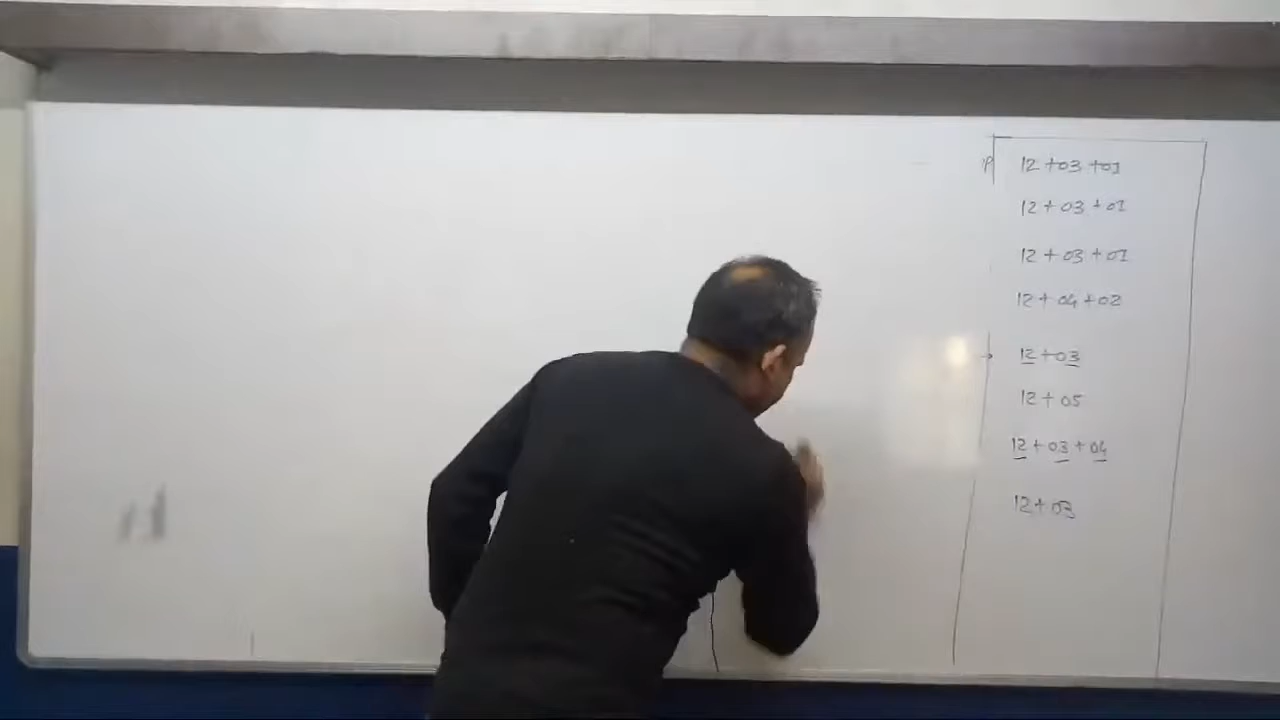 P 12 + 03 + 01
12 + 03 + 01
12 + 03 + 01
12 + 04 + 02
→ 12 + 03
12 + 05
12 + 03 + 04
12 + 03